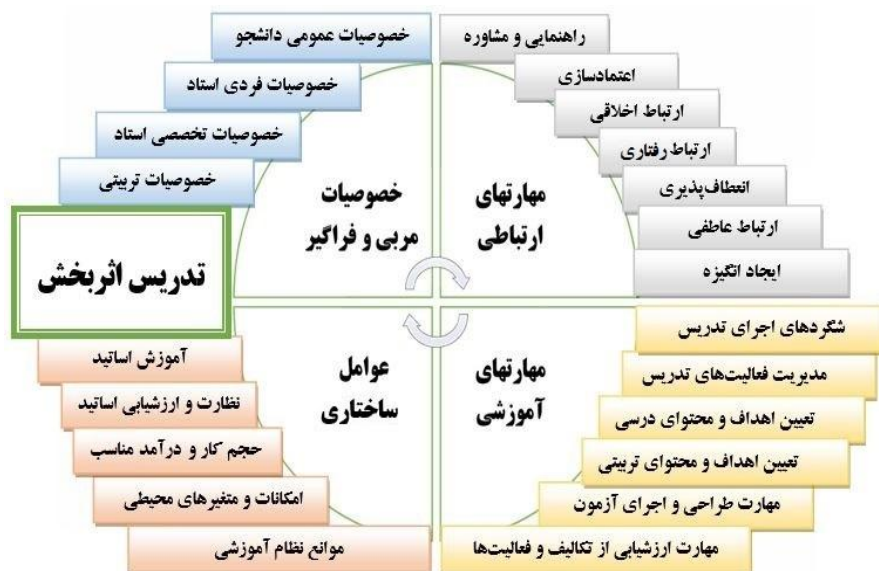 راهنمایی و مشاوره
اعتمادسازی
ارتباط اخلاقی
ارتباط رفتاری
انعطاف‌پذیری
ارتباط عاطفی
ایجاد انگیزه
مهارتهای
ارتباطی
خصوصیات عمومی دانشجو
خصوصیات فردی استاد
خصوصیات تخصصی استاد
خصوصیات تربیتی
خصوصیات
مربی و فراگیر
تدریس اثربخش
شگردهای اجرای تدریس
مدیریت فعالیت‌های تدریس
تعیین اهداف و محتوای درسی
تعیین اهداف و محتوای تربیتی
مهارت طراحی و اجرای آزمون
مهارت ارزشیابی از تکالیف و فعالیت‌ها
مهارتهای
آموزشی
عوامل
ساختاری
آموزش اساتید
نظارت و ارزشیابی اساتید
حجم کار و درآمد مناسب
امکانات و متغیرهای محیطی
موانع نظام آموزشی